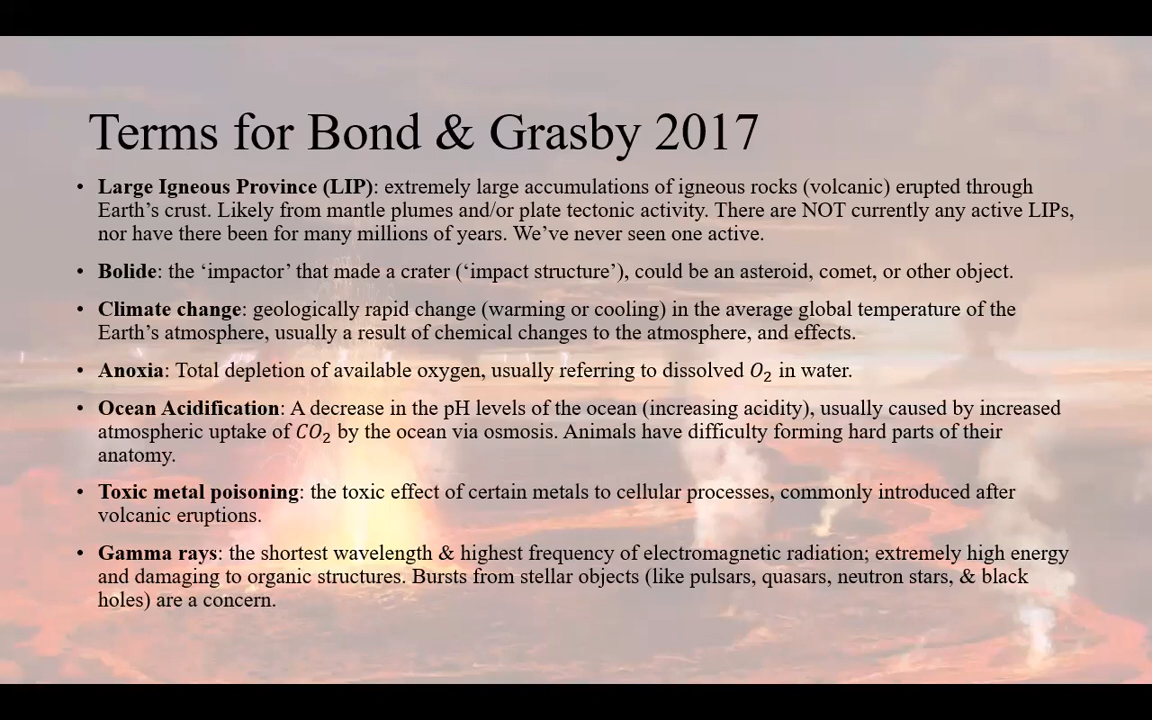 Terms for Bond & Grasby 2017
• Large Igneous Province (LIP): extremely large accumulations of igneous rocks (volcanic) erupted through
Earth’s crust. Likely from mantle plumes and/or plate tectonic activity. There are NOT currently any active LIPs,
nor have there been for many millions of years. We’ve never seen one active.
• Bolide: the ‘impactor’ that made a crater (‘impact structure’), could be an asteroid, comet, or other object.
• Climate change: geologically rapid change (warming or cooling) in the average global temperature of the
Earth’s atmosphere, usually a result of chemical changes to the atmosphere, and effects.
• Anoxia: Total depletion of available oxygen, usually referring to dissolved O₂ in water.
• Ocean Acidification: A decrease in the pH levels of the ocean (increasing acidity), usually caused by increased
atmospheric uptake of CO₂ by the ocean via osmosis. Animals have difficulty forming hard parts of their
anatomy.
• Toxic metal poisoning: the toxic effect of certain metals to cellular processes, commonly introduced after
volcanic eruptions.
• Gamma rays: the shortest wavelength & highest frequency of electromagnetic radiation; extremely high energy
and damaging to organic structures. Bursts from stellar objects (like pulsars, quasars, neutron stars, & black
holes) are a concern.